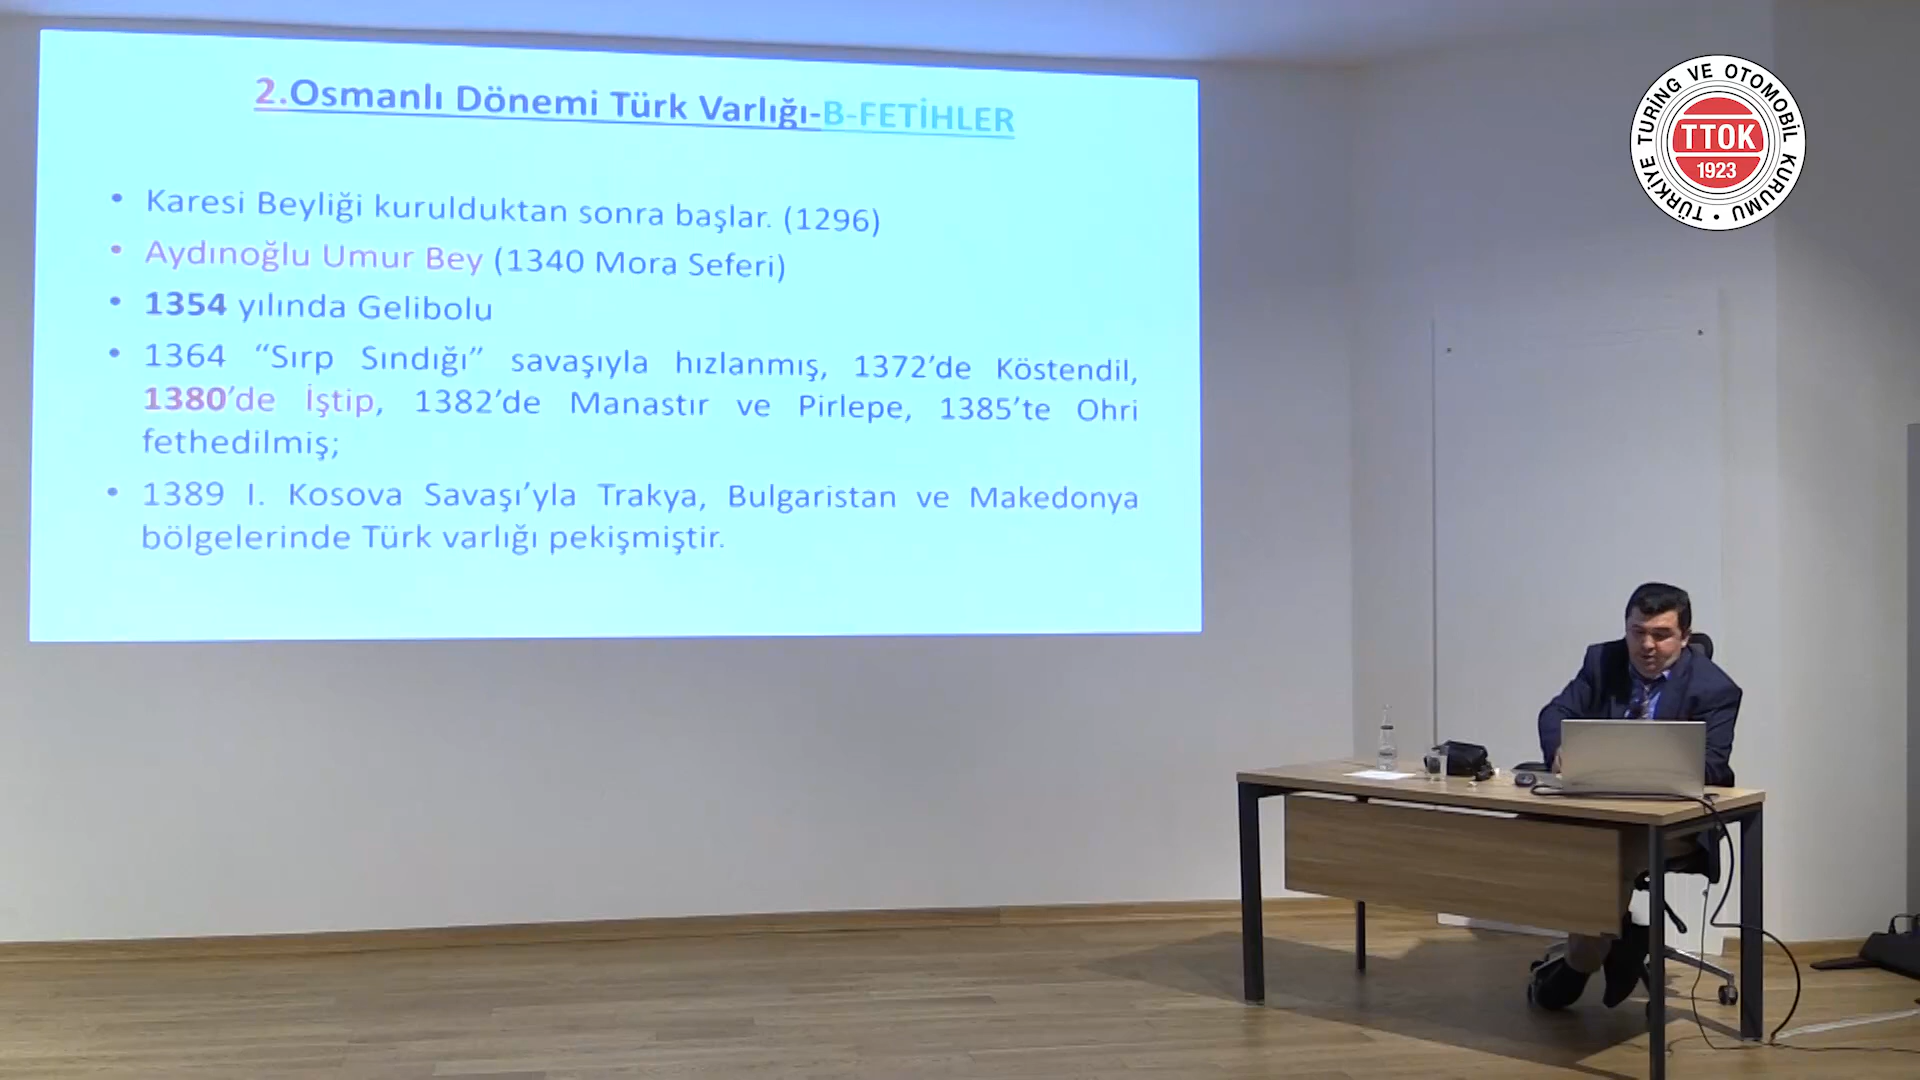 2.Osmanlı Dönemi Türk Varlığı-B-FETİHLER
• Karesi Beyliği kurulduktan sonra başlar. (1296)
• Aydınoğlu Umur Bey (1340 Mora Seferi)
• 1354 yılında Gelibolu
• 1364 “Sırp Sındığı” savaşıyla hızlanmış, 1372’de Köstendil,
1380’de İştip, 1382’de Manastır ve Pirlepe, 1385’te Ohri
fethedilmiş;
• 1389 I. Kosova Savaşı’yla Trakya, Bulgaristan ve Makedonya
bölgelerinde Türk varlığı pekişmiştir.
TÜRKİYE TURİNG VE OTOMOBİL KURUMU •
TTOK
1923